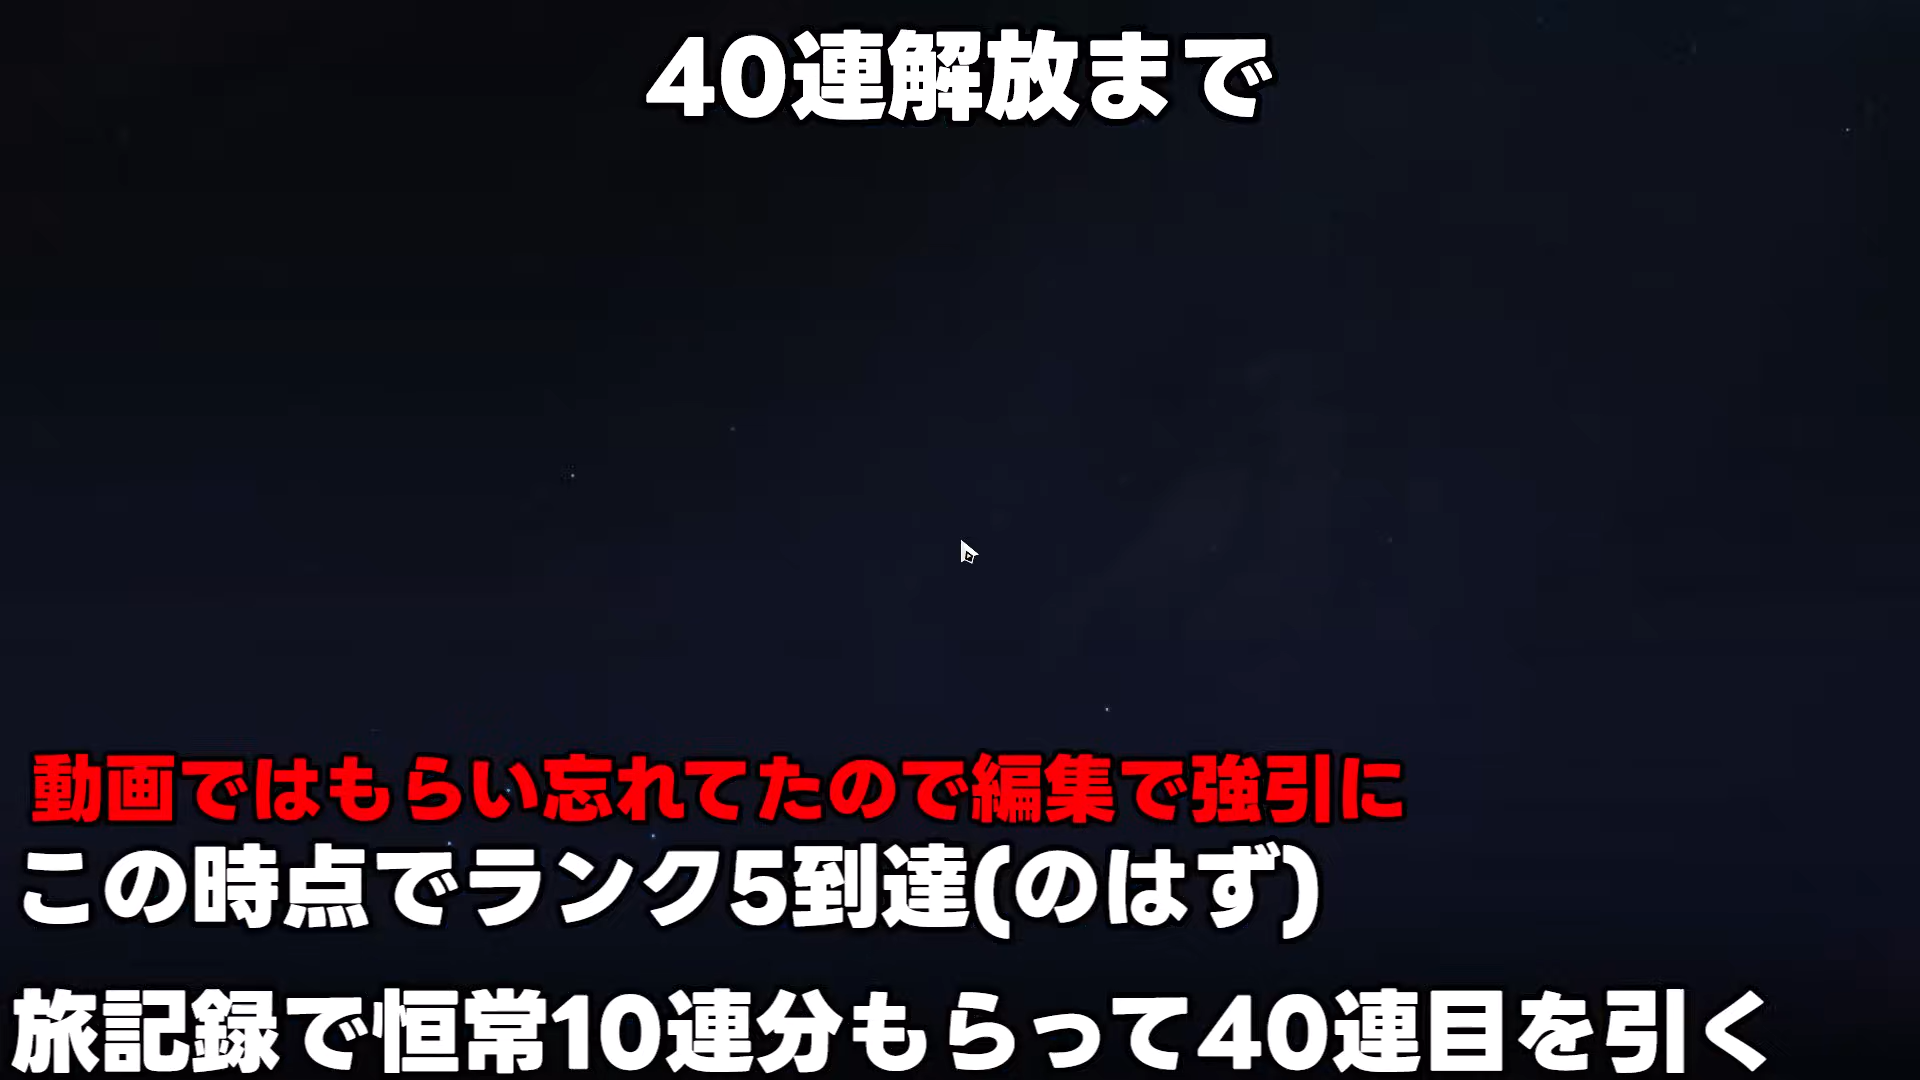 40連解放まで
動画ではもらい忘れてたので編集で強引に
この時点でランク5到達(のはず)
旅記録で恒常10連分もらって40連目を引く